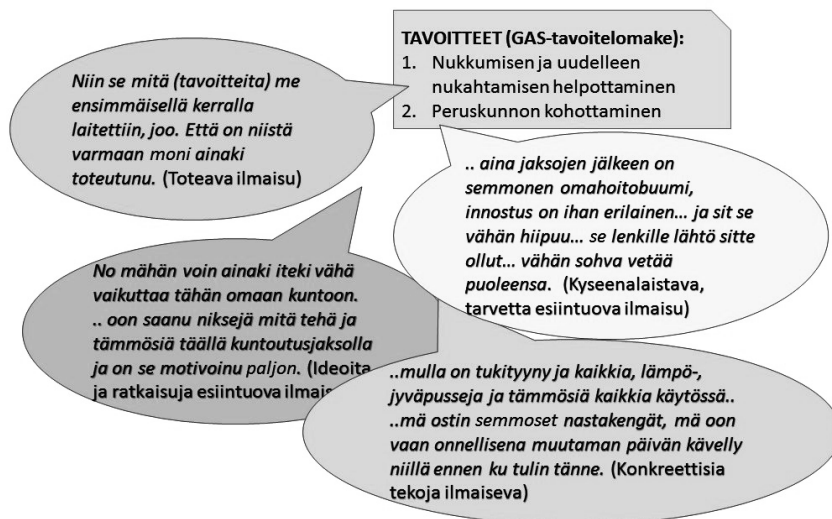 TAVOITTEET (GAS-tavoitelomake):
1. Nukkumisen ja uudelleen
nukahtamisen helpottaminen
2. Peruskunnon kohottaminen
Niin se mitä (tavoitteita) me
ensimmäisellä kerralla
laitettiin, joo. Että on niistä
varmaan moni ainaki
toteutunu. (Toteava ilmaisu)
.. aina jaksojen jälkeen on
semmonen omahoitobuumi,
innostus on ihan erilainen... ja sit se
vähän hiipuu... se lenkille lähtö sitte
ollut... vähän sohva vetää
puoleensa. (Kyseenalaistava,
tarvetta esiintuova ilmaisu)
No mähän voin ainaki iteki vähä
vaikuttaa tähän omaan kuntoon.
.. oon saanu niksejä mitä tehä ja
tämmösiä täällä kuntoutusjaksolla
ja on se motivoinu paljon. (Ideoita
ja ratkaisuja esiintuova ilmais
..mulla on tukityyny ja kaikkia, lämpö-,
jyväpusseja ja tämmösiä kaikkia käytössä..
..mä ostin semmoset nastakengät, mä oon
vaan onnellisena muutaman päivän kävelly
niillä ennen ku tulin tänne. (Konkreettisia
tekoja ilmaiseva)